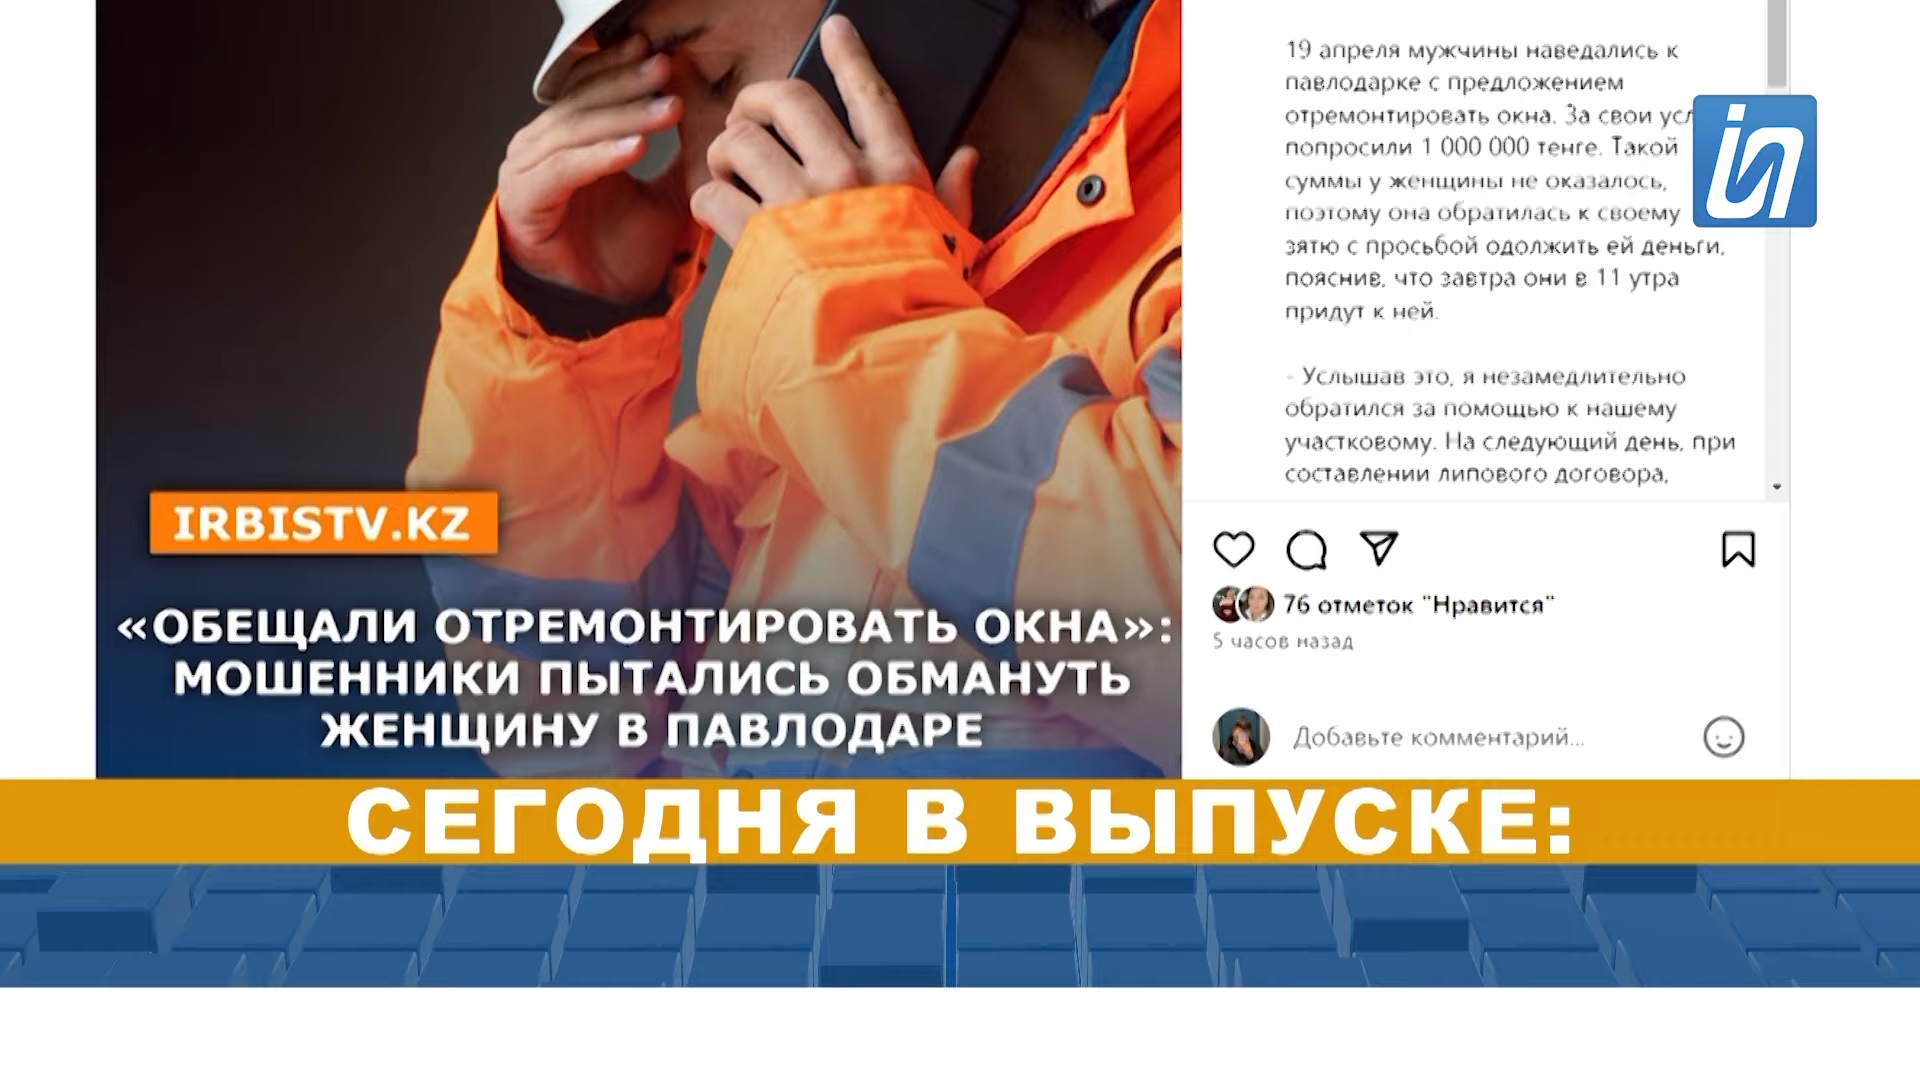 19 апреля мужчины наведались к
павлодарке с предложением
отремонтировать окна. За свои
попросили 1 000 000 тенге. Такой
суммы у женщины не оказалось,
поэтому она обратилась к своему
зятю с просьбой одолжить ей деньги,
пояснив, что завтра они в 11 утра
придут к ней.
- Услышав это, я незамедлительно
обратился за помощью к нашему
участковому. На следующий день, при
составлении липового договора,
IRBISTV.KZ
«ОБЕЩАЛИ ОТРЕМОНТИРОВАТЬ ОКНА»:
МОШЕННИКИ ПЫТАЛИСЬ ОБМАНУТЬ
ЖЕНЩИНУ В ПАВЛОДАРЕ
76 отметок "Нравится"
5 часов назад
Добавьте комментарий...
СЕГОДНЯ В ВЫПУСКЕ: